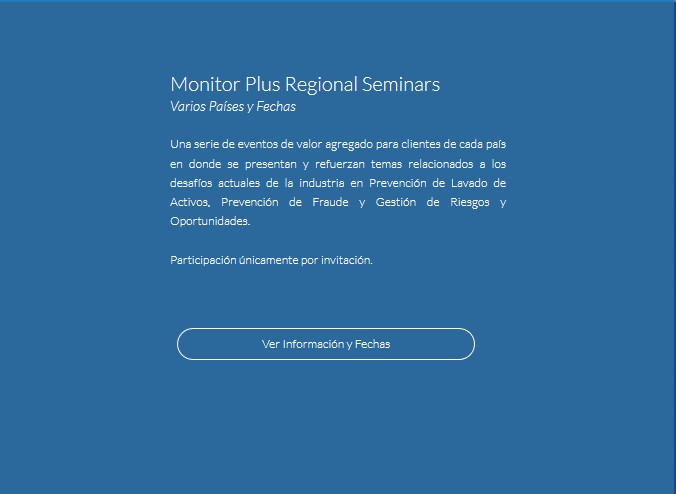 Monitor Plus Regional Seminars
Varios Países y Fechas
Una serie de eventos de valor agregado para clientes de cada país
en donde se presentan y refuerzan temas relacionados a los
desafíos actuales de la industria en Prevención de Lavado de
Activos, Prevención de Fraude y Gestión de Riesgos y
Oportunidades.
Participación únicamente por invitación.
Ver Información y Fechas